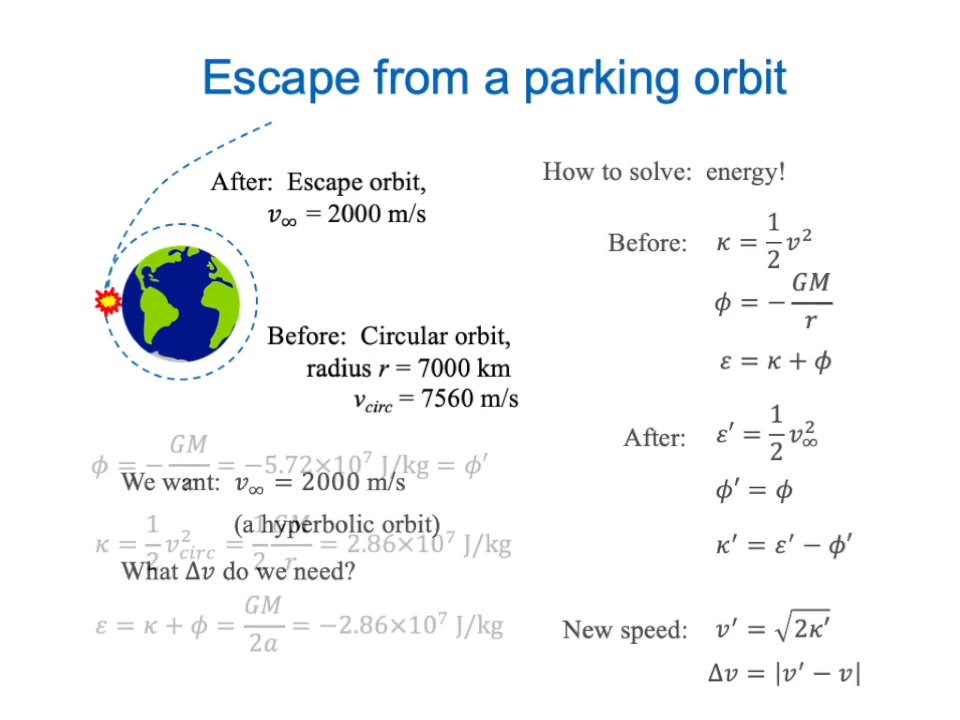 Escape from a parking orbit
After: Escape orbit,
v∞ = 2000 m/s
Before: Circular orbit,
radius r = 7000 km
v_circ = 7560 m/s
ϕ = −GM/r = −5.72×10⁷ J/kg = ϕ′
We want: v∞ = 2000 m/s
(a hyperbolic orbit)
κ = 1/2 v²_circ = 1/2 GM/r = 2.86×10⁷ J/kg
What Δv do we need?
ε = κ + ϕ = GM/2a = −2.86×10⁷ J/kg
How to solve: energy!
Before: κ = 1/2 v²
ϕ = −GM/r
ε = κ + ϕ
After: ε′ = 1/2 v²∞
ϕ′ = ϕ
κ′ = ε′ − ϕ′
New speed: v′ = √2κ′
Δv = |v′ − v|